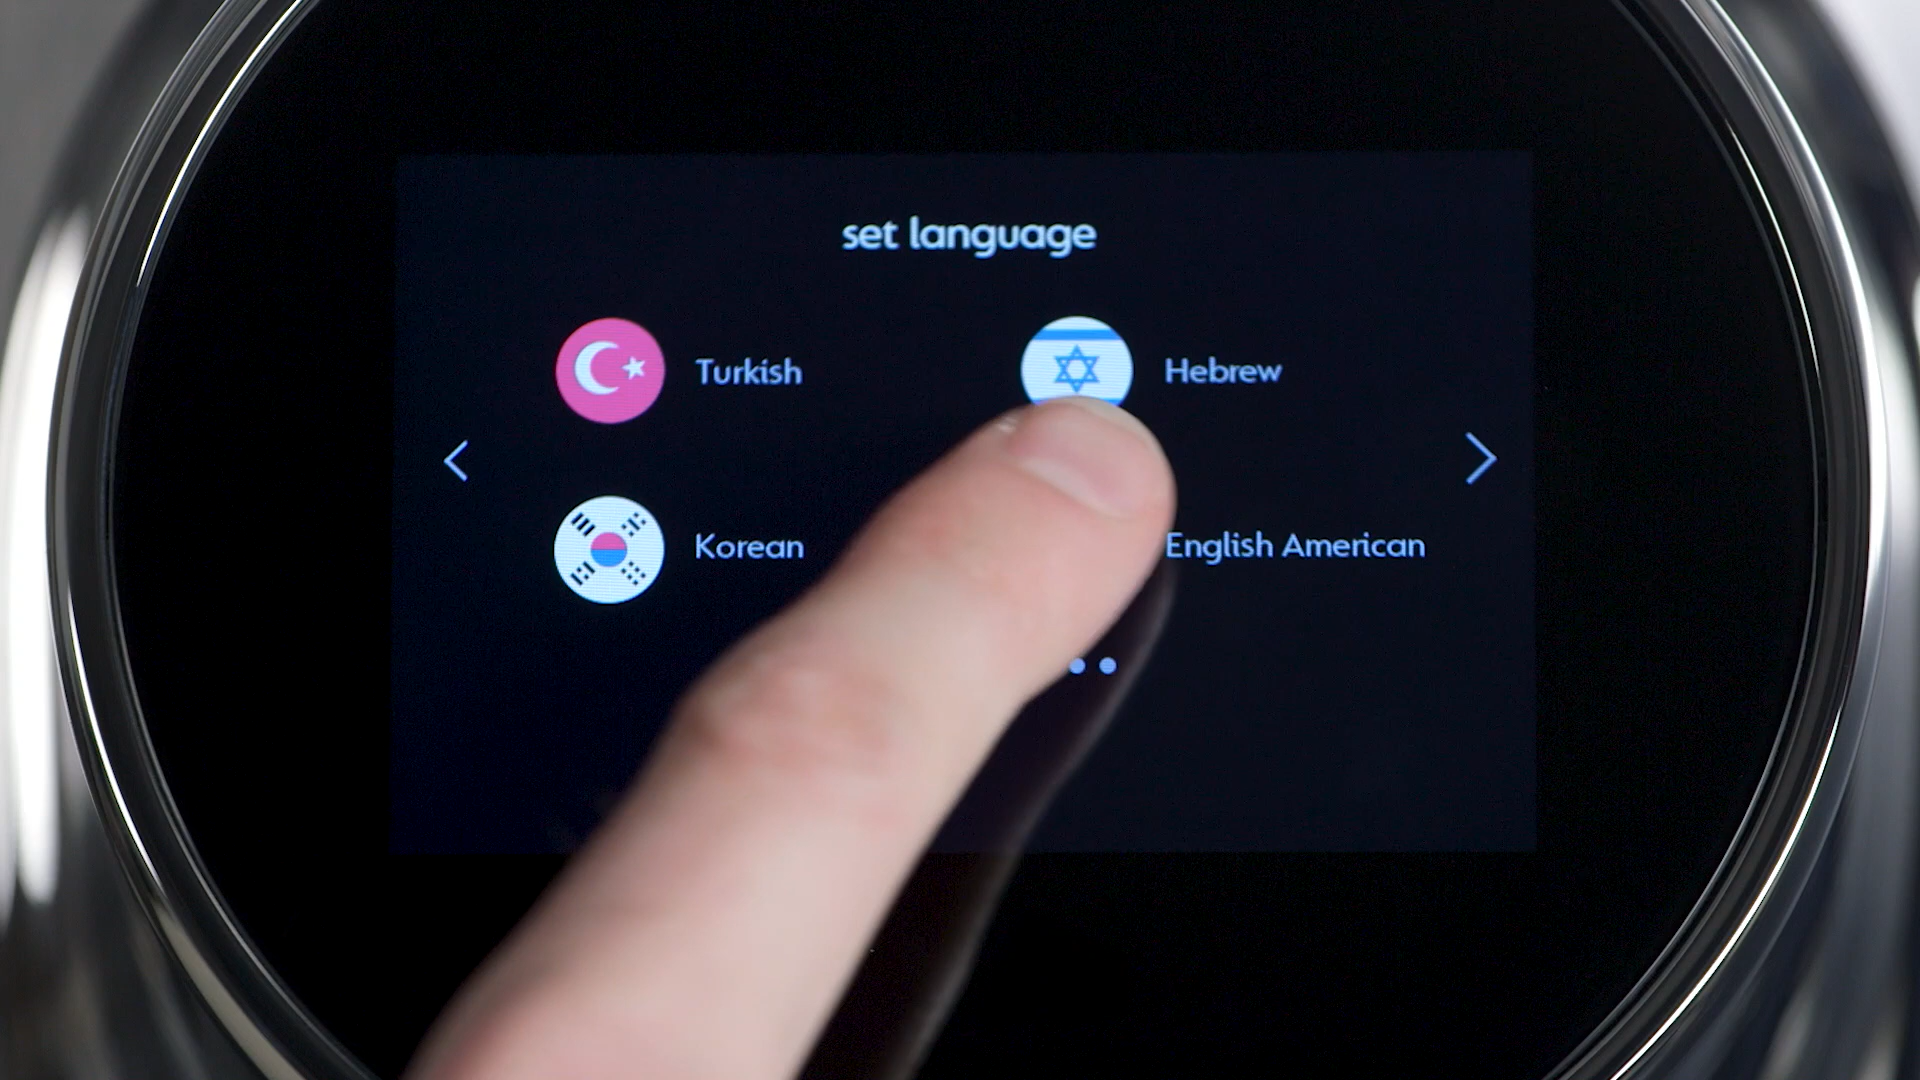 set language
Turkish
Hebrew
Korean
English American